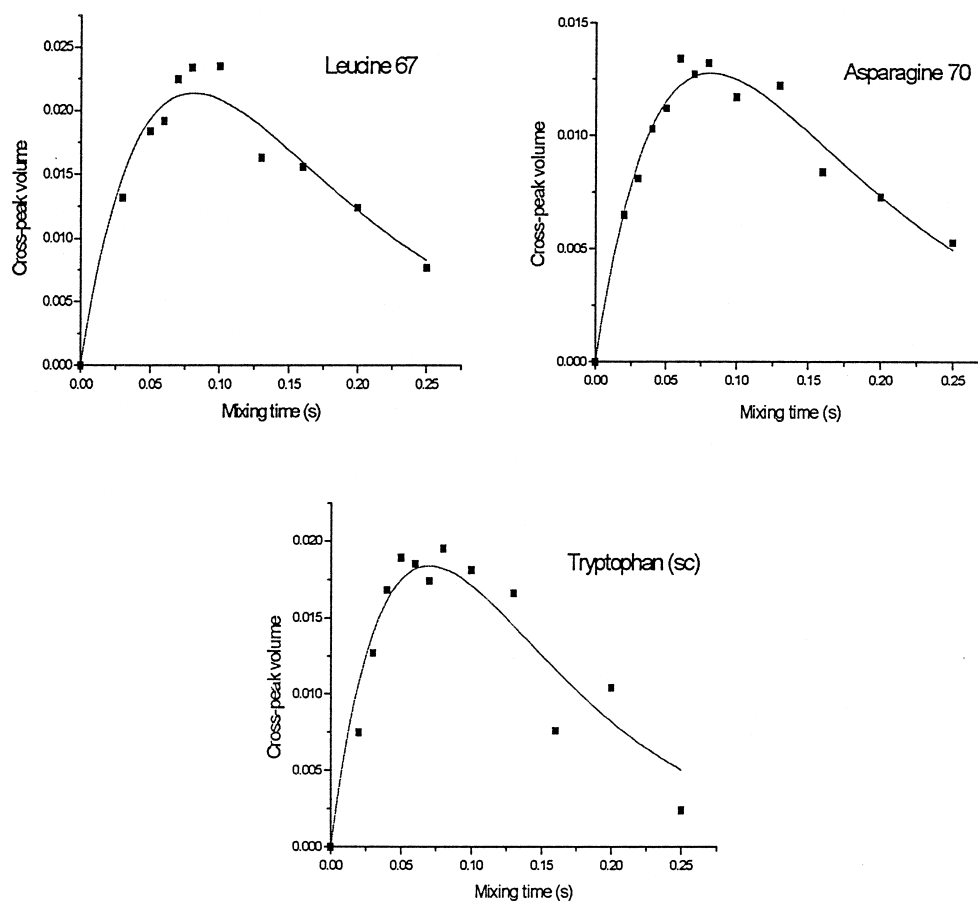 Leucine 67
Cross-peak volume
0.025
0.020
0.015
0.010
0.005
0.000
0.00 0.05 0.10 0.15 0.20 0.25
Mixing time (s)
Asparagine 70
Cross-peak volume
0.015
0.010
0.005
0.000
0.00 0.05 0.10 0.15 0.20 0.25
Mixing time (s)
Tryptophan (sc)
Cross-peak volume
0.020
0.015
0.010
0.005
0.000
0.00 0.05 0.10 0.15 0.20 0.25
Mixing time (s)